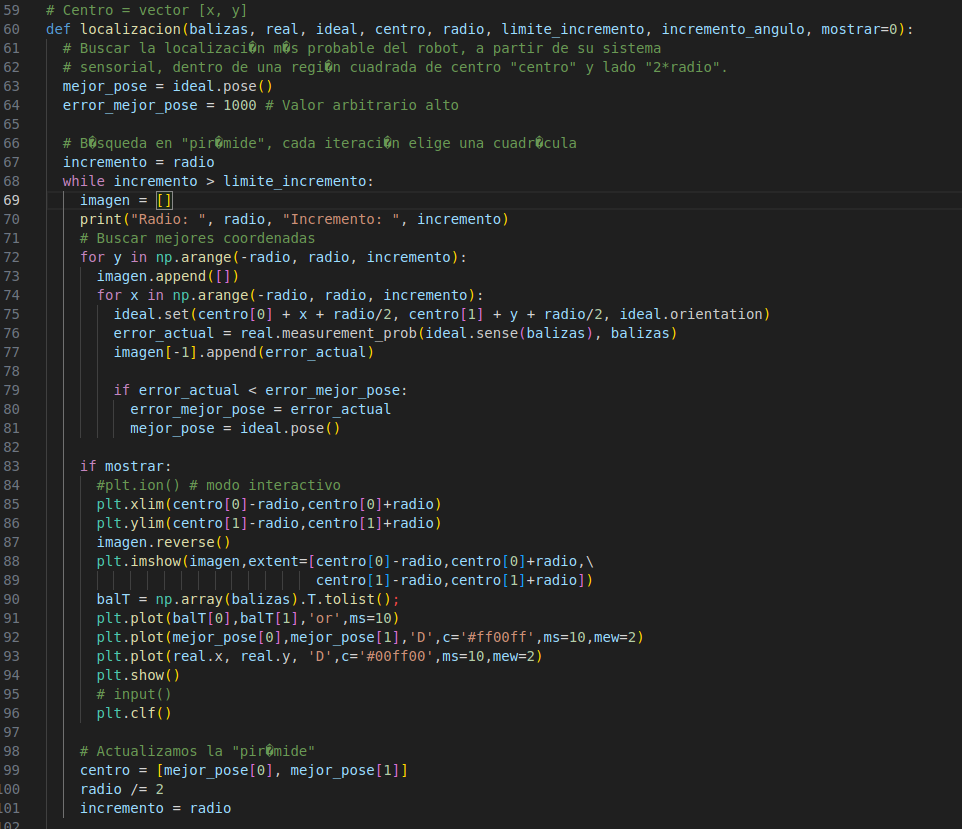 59 # Centro = vector [x, y]
60 def localizacion(balizas, real, ideal, centro, radio, limite_incremento, incremento_angulo, mostrar=0):
61 # Buscar la localizaci�n m�s probable del robot, a partir de su sistema
62 # sensorial, dentro de una regi�n cuadrada de centro "centro" y lado "2*radio".
63 mejor_pose = ideal.pose()
64 error_mejor_pose = 1000 # Valor arbitrario alto
65
66 # B�squeda en "pir�mide", cada iteraci�n elige una cuadr�cula
67 incremento = radio
68 while incremento > limite_incremento:
69 imagen = []
70 print("Radio: ", radio, "Incremento: ", incremento)
71 # Buscar mejores coordenadas
72 for y in np.arange(-radio, radio, incremento):
73 imagen.append([])
74 for x in np.arange(-radio, radio, incremento):
75 ideal.set(centro[0] + x + radio/2, centro[1] + y + radio/2, ideal.orientation)
76 error_actual = real.measurement_prob(ideal.sense(balizas), balizas)
77 imagen[-1].append(error_actual)
78
79 if error_actual < error_mejor_pose:
80 error_mejor_pose = error_actual
81 mejor_pose = ideal.pose()
82
83 if mostrar:
84 #plt.ion() # modo interactivo
85 plt.xlim(centro[0]-radio,centro[0]+radio)
86 plt.ylim(centro[1]-radio,centro[1]+radio)
87 imagen.reverse()
88 plt.imshow(imagen,extent=[centro[0]-radio,centro[0]+radio,\
89 centro[1]-radio,centro[1]+radio])
90 balT = np.array(balizas).T.tolist();
91 plt.plot(balT[0],balT[1],'or',ms=10)
92 plt.plot(mejor_pose[0],mejor_pose[1],'D',c='#ff00ff',ms=10,mew=2)
93 plt.plot(real.x, real.y, 'D',c='#00ff00',ms=10,mew=2)
94 plt.show()
95 # input()
96 plt.clf()
97
98 # Actualizamos la "pir�mide"
99 centro = [mejor_pose[0], mejor_pose[1]]
100 radio /= 2
101 incremento = radio
102